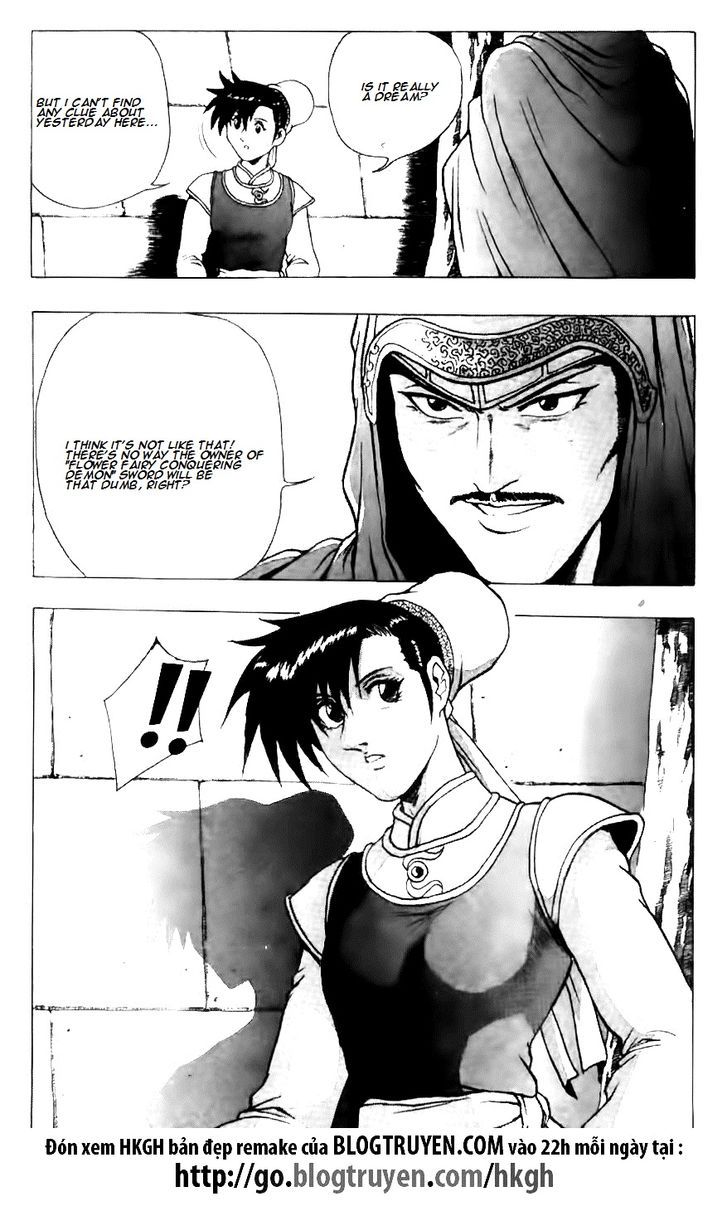 BUT I CAN'T FIND
ANY CLUE ABOUT
YESTERDAY HERE...
IS IT REALLY
A DREAM?
I THINK IT'S NOT LIKE THAT!
THERE'S NO WAY THE OWNER OF
"FLOWER FAIRY CONQUERING
DEMON" SWORD WILL BE
THAT DUMB, RIGHT?
!!
Đón xem HKGH bản đẹp remake của BLOGTRUYEN.COM vào 22h mỗi ngày tại :
http://go.blogtruyen.com/hkgh